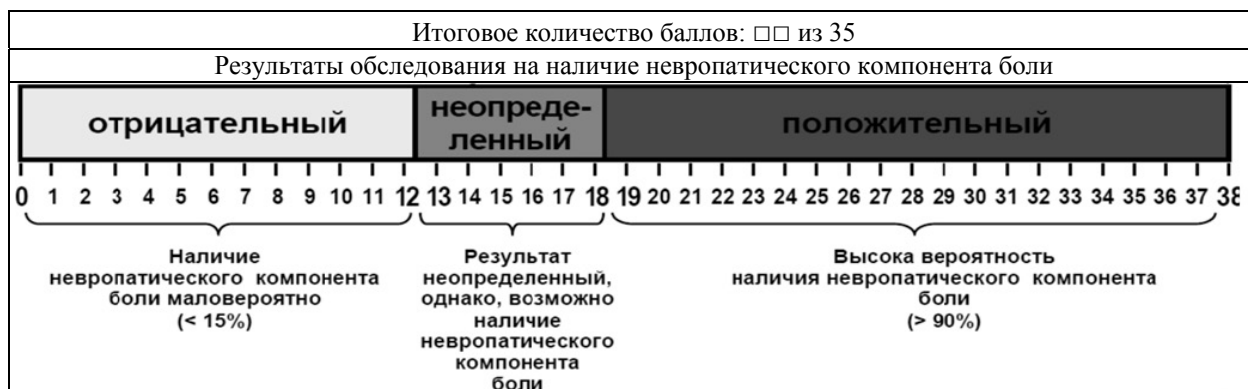 Итоговое количество баллов: □□ из 35
Результаты обследования на наличие невропатического компонента боли
отрицательный
неопреде-
ленный
положительный
0 1 2 3 4 5 6 7 8 9 10 11 12 13 14 15 16 17 18 19 20 21 22 23 24 25 26 27 28 29 30 31 32 33 34 35 36 37 38
Наличие
невропатического компонента
боли маловероятно
(< 15%)
Результат
неопределенный,
однако, возможно
наличие
невропатического
компонента
боли
Высока вероятность
наличия невропатического компонента
боли
(> 90%)